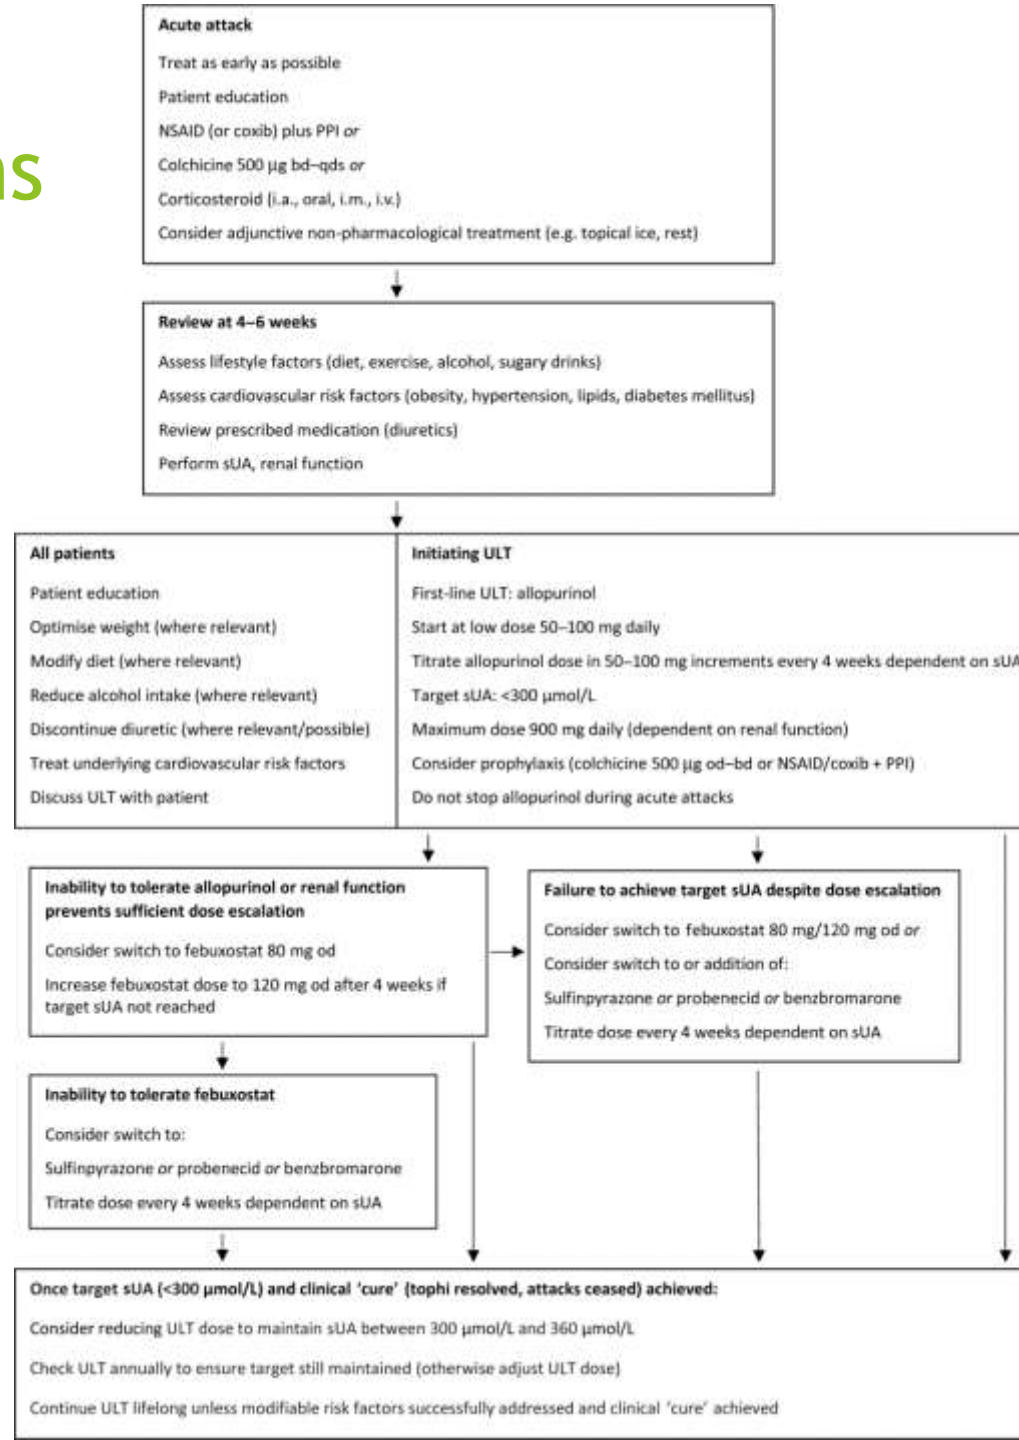 ns
Acute attack
Treat as early as possible
Patient education
NSAID (or coxib) plus PPI or
Colchicine 500 µg bd–qds or
Corticosteroid (i.a., oral, i.m., i.v.)
Consider adjunctive non-pharmacological treatment (e.g. topical ice, rest)
Review at 4–6 weeks
Assess lifestyle factors (diet, exercise, alcohol, sugary drinks)
Assess cardiovascular risk factors (obesity, hypertension, lipids, diabetes mellitus)
Review prescribed medication (diuretics)
Perform sUA, renal function
All patients
Patient education
Optimise weight (where relevant)
Modify diet (where relevant)
Reduce alcohol intake (where relevant)
Discontinue diuretic (where relevant/possible)
Treat underlying cardiovascular risk factors
Discuss ULT with patient
Initiating ULT
First-line ULT: allopurinol
Start at low dose 50–100 mg daily
Titrate allopurinol dose in 50–100 mg increments every 4 weeks dependent on sUA
Target sUA: <300 µmol/L
Maximum dose 900 mg daily (dependent on renal function)
Consider prophylaxis (colchicine 500 µg od–bd or NSAID/coxib + PPI)
Do not stop allopurinol during acute attacks
Inability to tolerate allopurinol or renal function
prevents sufficient dose escalation
Consider switch to febuxostat 80 mg od
Increase febuxostat dose to 120 mg od after 4 weeks if
target sUA not reached
Failure to achieve target sUA despite dose escalation
Consider switch to febuxostat 80 mg/120 mg od or
Consider switch to or addition of:
Sulfinpyrazone or probenecid or benzbromarone
Titrate dose every 4 weeks dependent on sUA
Inability to tolerate febuxostat
Consider switch to:
Sulfinpyrazone or probenecid or benzbromarone
Titrate dose every 4 weeks dependent on sUA
Once target sUA (<300 µmol/L) and clinical ‘cure’ (tophi resolved, attacks ceased) achieved:
Consider reducing ULT dose to maintain sUA between 300 µmol/L and 360 µmol/L
Check ULT annually to ensure target still maintained (otherwise adjust ULT dose)
Continue ULT lifelong unless modifiable risk factors successfully addressed and clinical ‘cure’ achieved